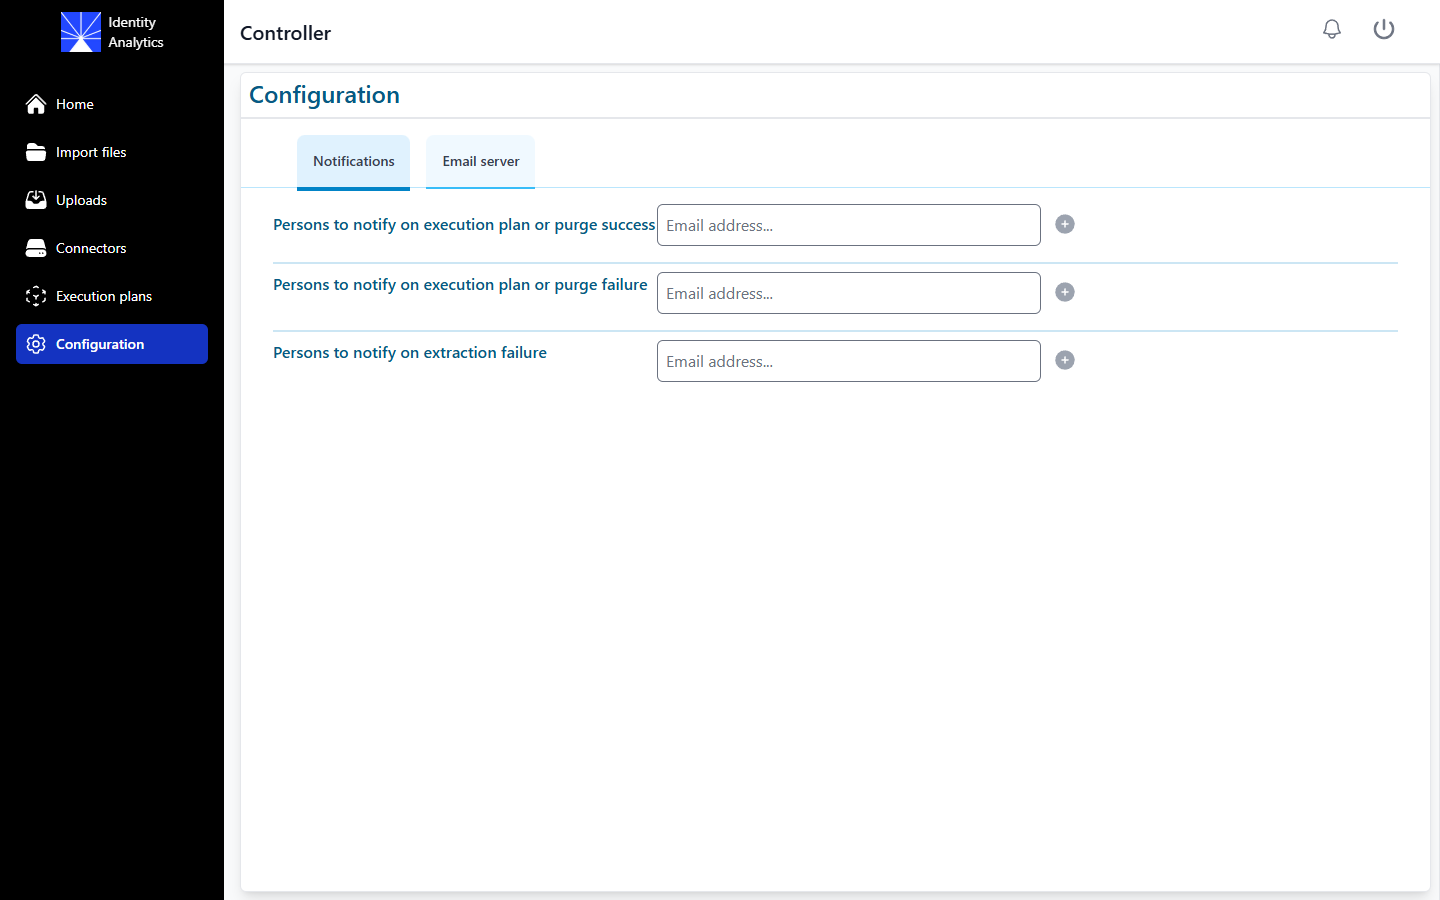 Identity
Analytics
Controller
Home
Import files
Uploads
Connectors
Execution plans
Configuration
Configuration
Notifications
Email server
Persons to notify on execution plan or purge success
Email address...
Persons to notify on execution plan or purge failure
Email address...
Persons to notify on extraction failure
Email address...